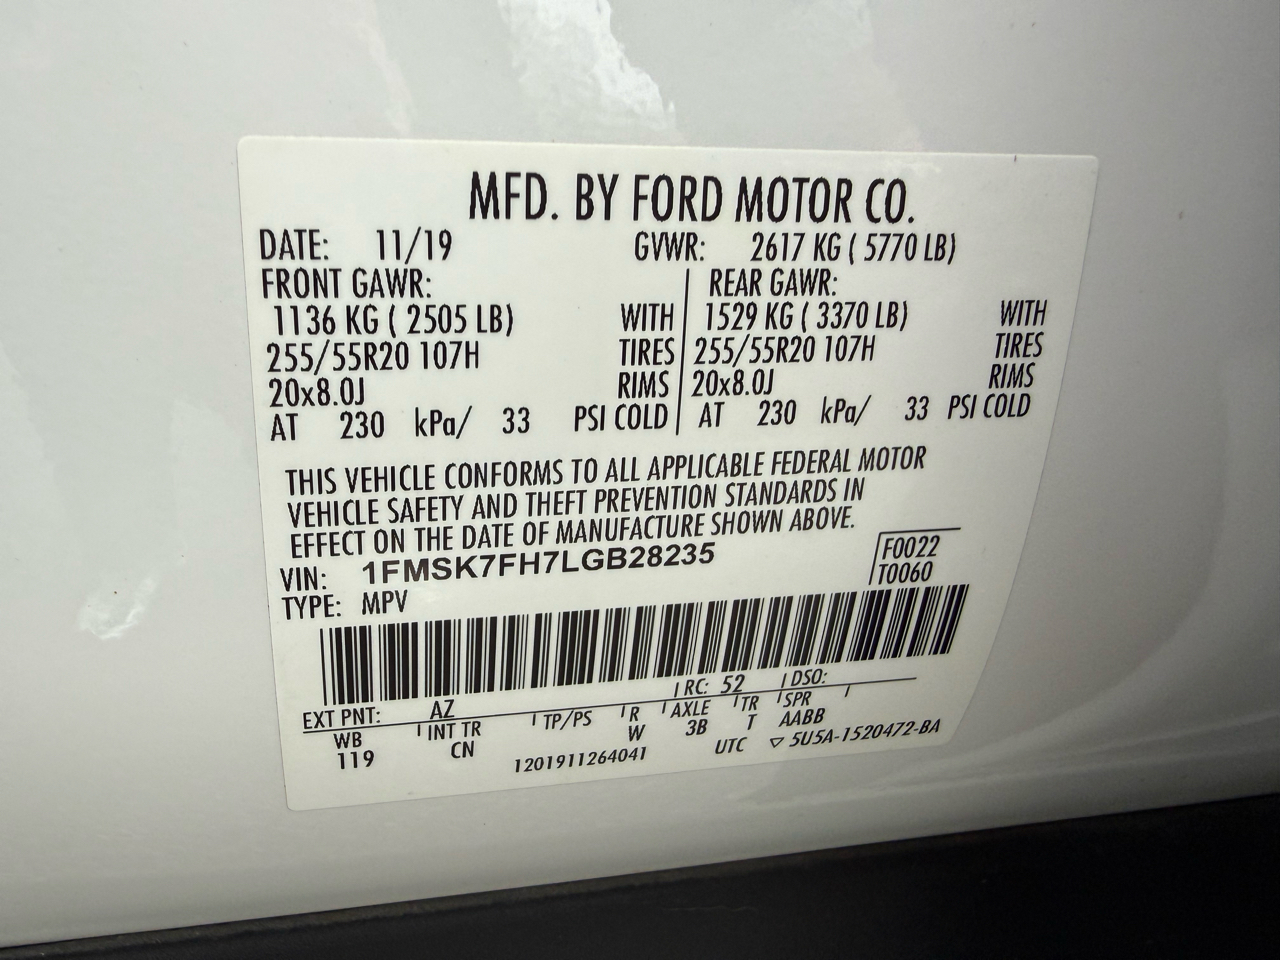 MFD. BY FORD MOTOR CO.
DATE: 11/19 GVWR: 2617 KG ( 5770 LB)
FRONT GAWR: REAR GAWR:
1136 KG ( 2505 LB) WITH 1529 KG ( 3370 LB) WITH
255/55R20 107H TIRES 255/55R20 107H TIRES
20x8.0J RIMS 20x8.0J RIMS
AT 230 kPa/ 33 PSI COLD AT 230 kPa/ 33 PSI COLD
THIS VEHICLE CONFORMS TO ALL APPLICABLE FEDERAL MOTOR
VEHICLE SAFETY AND THEFT PREVENTION STANDARDS IN
EFFECT ON THE DATE OF MANUFACTURE SHOWN ABOVE.
VIN: 1FMSK7FH7LGB28235 F0022
TYPE: MPV T0060
EXT PNT: AZ RC: 52 DSO:
WB INT TR TP/PS R AXLE TR SPR
119 CN W 3B T AABB
1201911264041 UTC ▽ 5U5A-1520472-BA